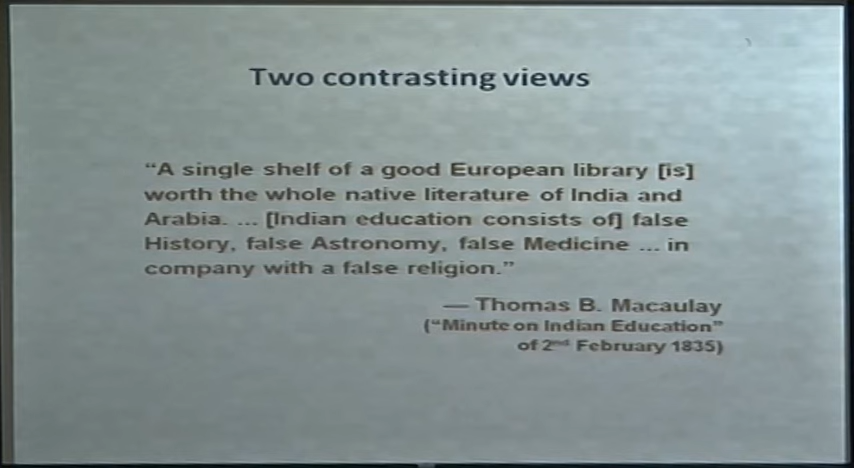 Two contrasting views
“A single shelf of a good European library [is]
worth the whole native literature of India and
Arabia. ... [Indian education consists of] false
History, false Astronomy, false Medicine ... in
company with a false religion.”
— Thomas B. Macaulay
(“Minute on Indian Education”
of 2nd February 1835)